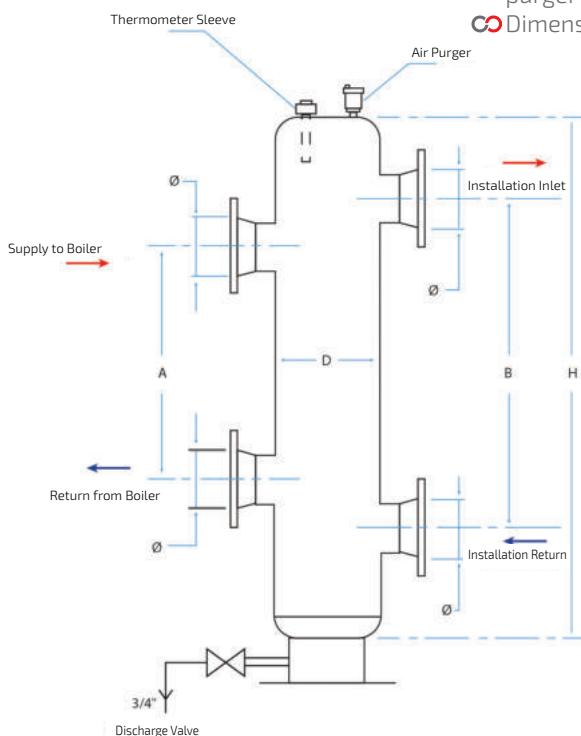 purger
Dimens
Thermometer Sleeve
Air Purger
Ø
Installation Inlet
Supply to Boiler
Ø
A
D
B
H
Return from Boiler
Installation Return
Ø
Ø
3/4"
Discharge Valve